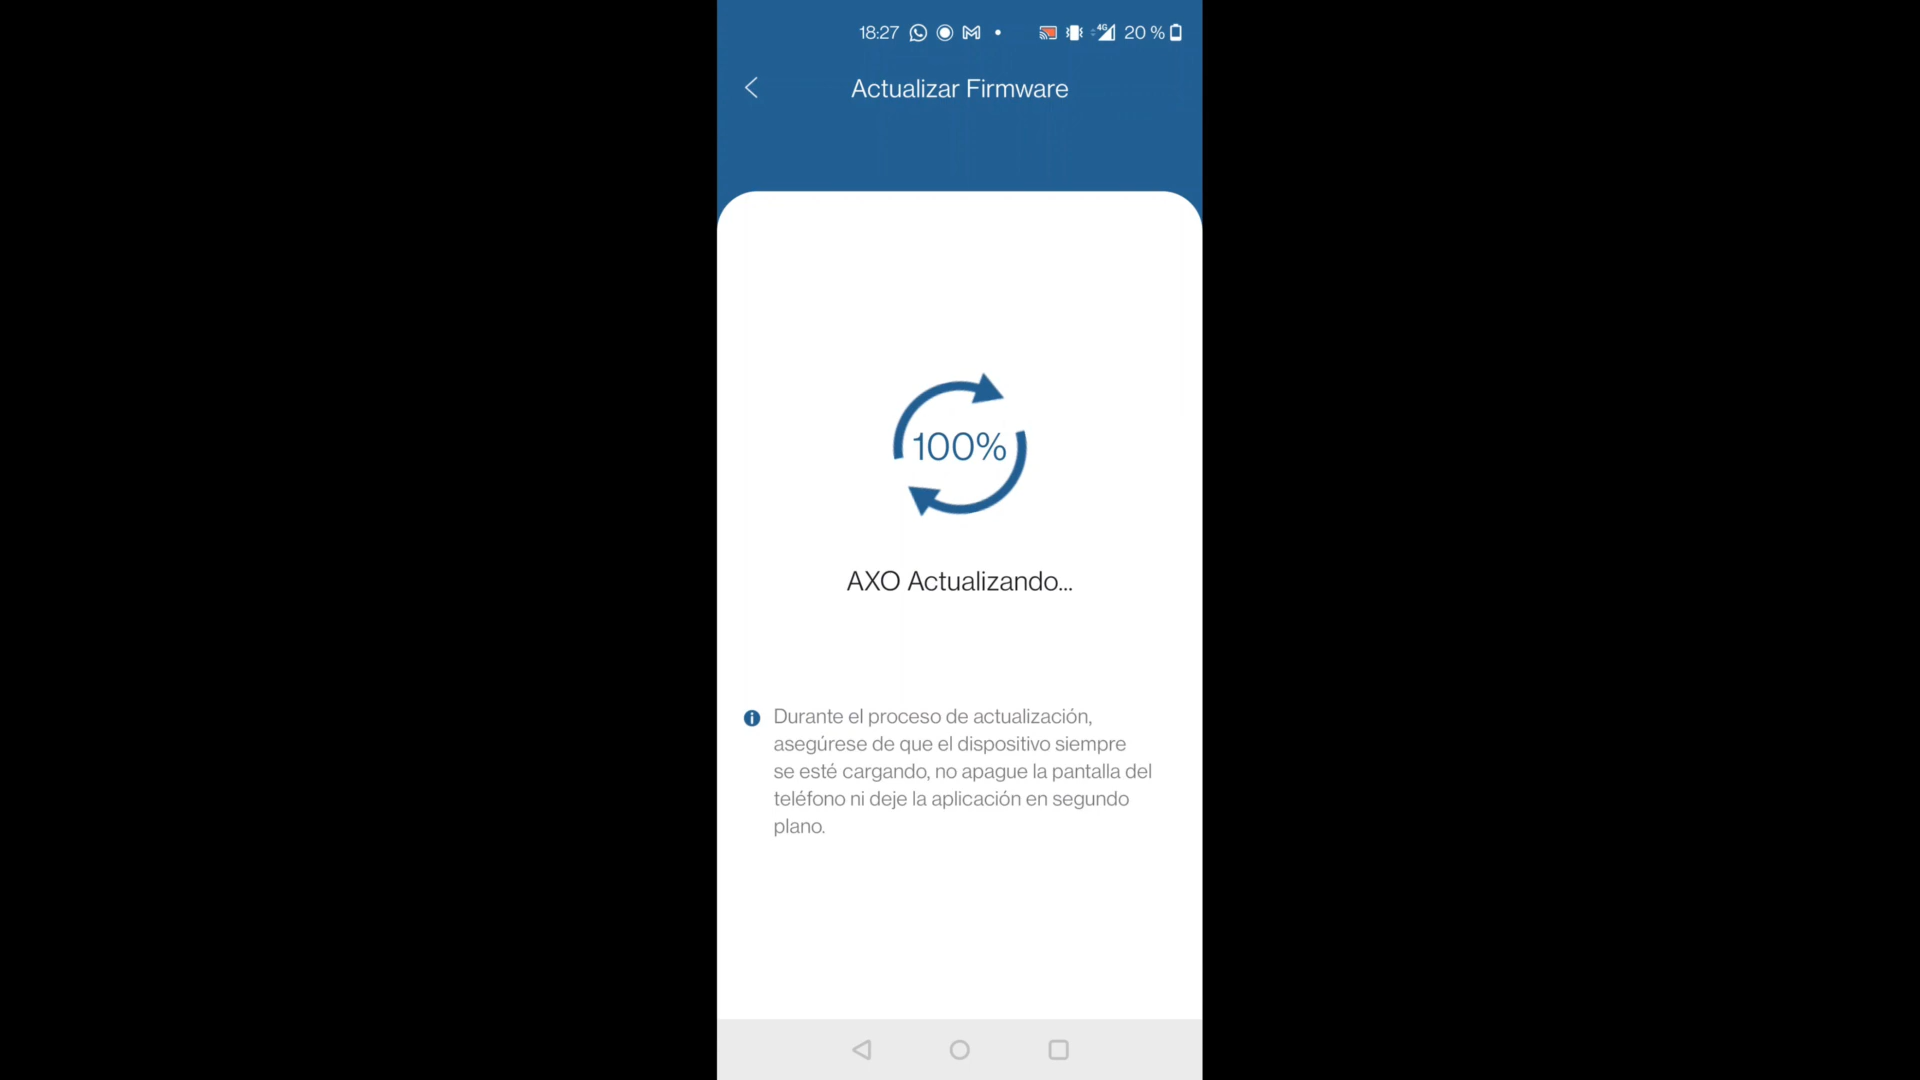 18:27 4G 20 %
Actualizar Firmware
100%
AXO Actualizando...
Durante el proceso de actualización,
asegúrese de que el dispositivo siempre
se esté cargando, no apague la pantalla del
teléfono ni deje la aplicación en segundo
plano.